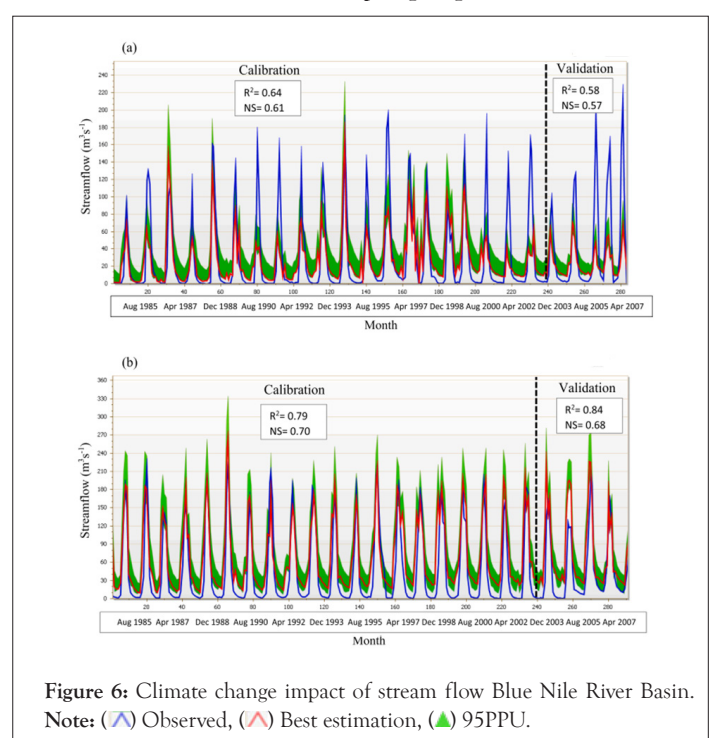 (a)
Calibration
Validation
R²= 0.64
NS= 0.61
R²= 0.58
NS= 0.57
Streamflow (m³s⁻¹)
240
220
200
180
160
140
120
100
80
60
40
20
0
20 40 60 80 100 120 140 160 180 200 220 240 260 280
Aug 1985 Apr 1987 Dec 1988 Aug 1990 Apr 1992 Dec 1993 Aug 1995 Apr 1997 Dec 1998 Aug 2000 Apr 2002 Dec 2003 Aug 2005 Apr 2007
Month
(b)
Calibration
Validation
R²= 0.79
NS= 0.70
R²= 0.84
NS= 0.68
Streamflow (m³s⁻¹)
360
330
300
270
240
210
180
150
120
90
60
30
0
20 40 60 80 100 120 140 160 180 200 220 240 260 280
Aug 1985 Apr 1987 Dec 1988 Aug 1990 Apr 1992 Dec 1993 Aug 1995 Apr 1997 Dec 1998 Aug 2000 Apr 2002 Dec 2003 Aug 2005 Apr 2007
Month
Figure 6: Climate change impact of stream flow Blue Nile River Basin.
Note: ( ) Observed, ( ) Best estimation, ( ) 95PPU.